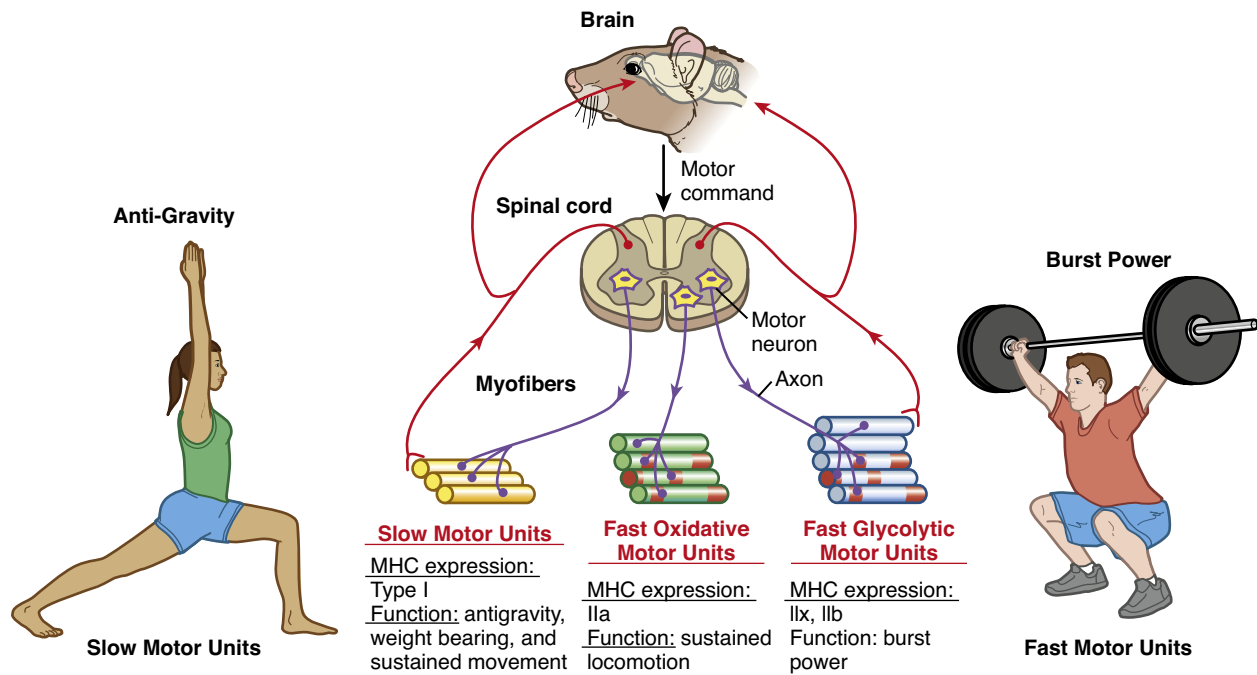 Brain
Motor
command
Spinal cord
Anti-Gravity
Burst Power
Motor
neuron
Myofibers
Axon
Slow Motor Units
MHC expression:
Type I
Function: antigravity,
weight bearing, and
sustained movement
Fast Oxidative
Motor Units
MHC expression:
IIa
Function: sustained
locomotion
Fast Glycolytic
Motor Units
MHC expression:
IIx, IIb
Function: burst
power
Slow Motor Units
Fast Motor Units